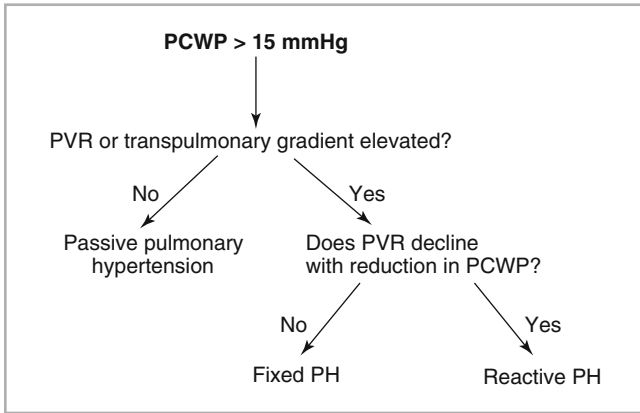 PCWP > 15 mmHg
PVR or transpulmonary gradient elevated?
No
Yes
Passive pulmonary
hypertension
Does PVR decline
with reduction in PCWP?
No
Yes
Fixed PH
Reactive PH